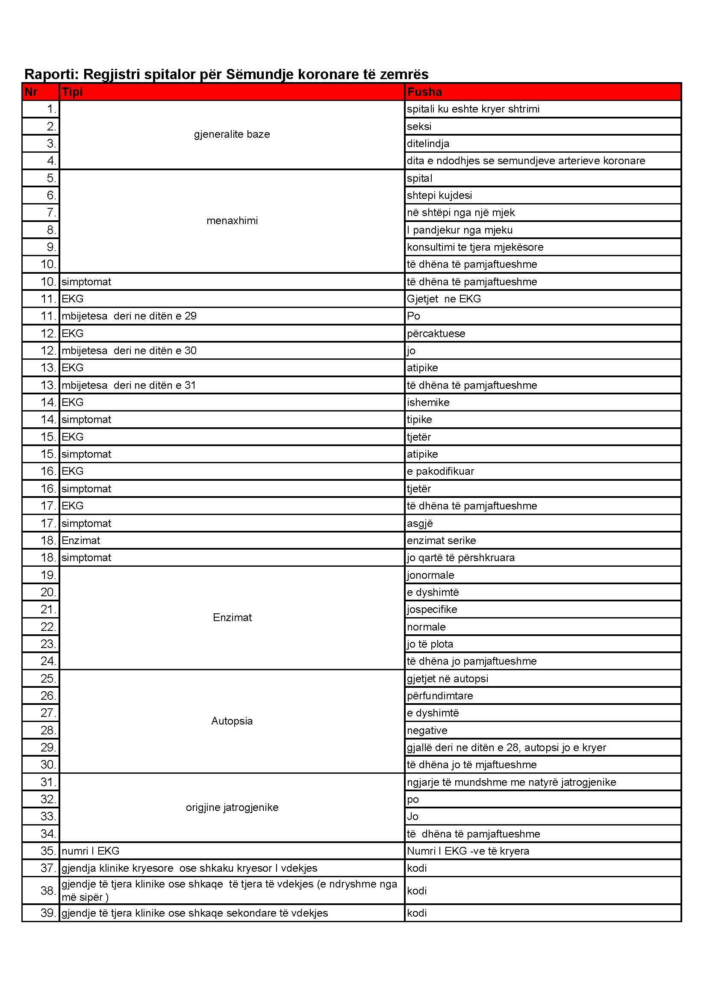 Raporti: Regjistri spitalor për Sëmundje koronare të zemrës
Nr Tipi Fusha
1. gjeneralite baze spitali ku eshte kryer shtrimi
2. seksi
3. ditelindja
4. dita e ndodhjes se semundjeve arterieve koronare
5. menaxhimi spital
6. shtepi kujdesi
7. në shtëpi nga një mjek
8. I pandjekur nga mjeku
9. konsultimi te tjera mjekësore
10. të dhëna të pamjaftueshme
10. simptomat të dhëna të pamjaftueshme
11. EKG Gjetjet  ne EKG
11. mbijetesa  deri ne ditën e 29 Po
12. EKG përcaktuese
12. mbijetesa  deri ne ditën e 30 jo
13. EKG atipike
13. mbijetesa  deri ne ditën e 31 të dhëna të pamjaftueshme
14. EKG ishemike
14. simptomat tipike
15. EKG tjetër
15. simptomat atipike
16. EKG e pakodifikuar
16. simptomat tjetër
17. EKG të dhëna të pamjaftueshme
17. simptomat asgjë
18. Enzimat enzimat serike
18. simptomat jo qartë të përshkruara
19. Enzimat jonormale
20. e dyshimtë
21. jospecifike
22. normale
23. jo të plota
24. të dhëna jo pamjaftueshme
25. Autopsia gjetjet në autopsi
26. përfundimtare
27. e dyshimtë
28. negative
29. gjallë deri ne ditën e 28, autopsi jo e kryer
30. të dhëna jo të mjaftueshme
31. origjine jatrogjenike ngjarje të mundshme me natyrë jatrogjenike
32. po
33. Jo
34. të  dhëna të pamjaftueshme
35. numri I EKG Numri I EKG -ve të kryera
37. gjendja klinike kryesore  ose shkaku kryesor I vdekjes kodi
38. gjendje të tjera klinike ose shkaqe  të tjera të vdekjes (e ndryshme nga
më sipër ) kodi
39. gjendje të tjera klinike ose shkaqe sekondare të vdekjes kodi